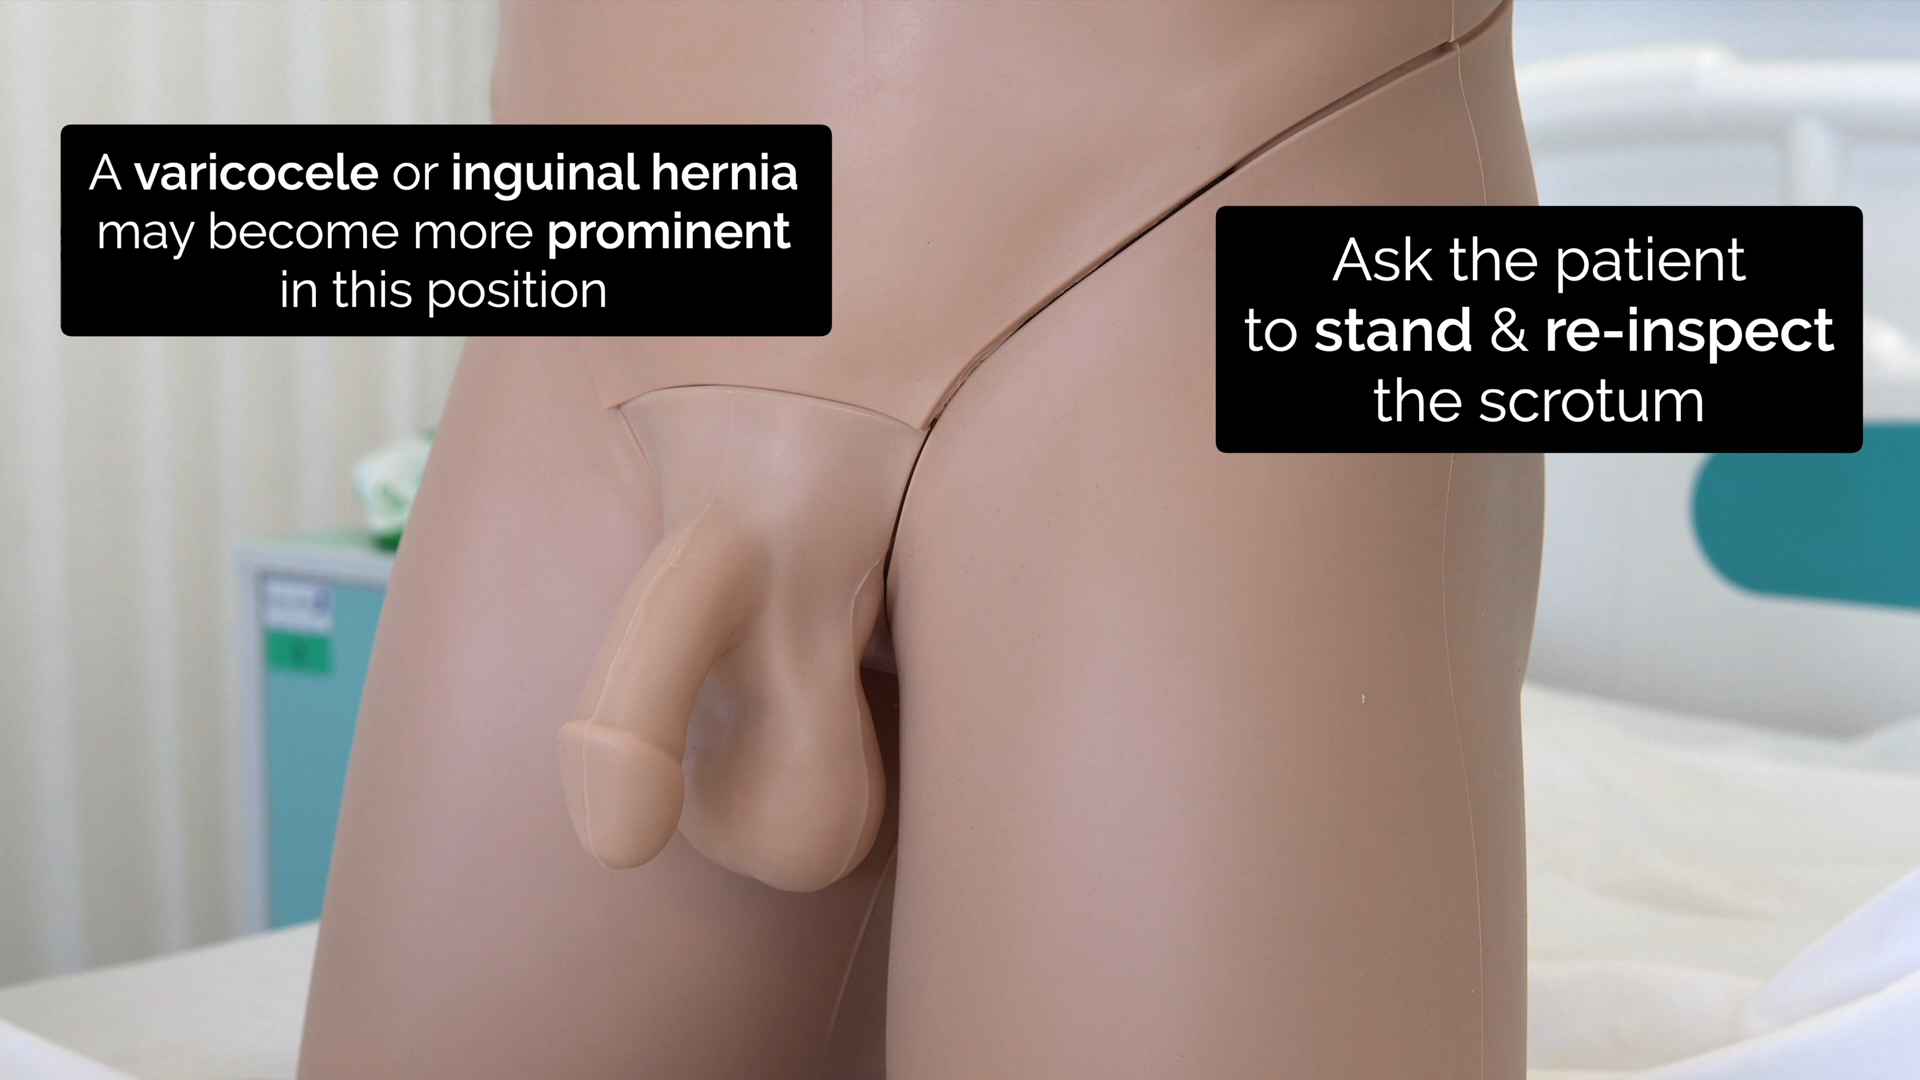 A varicocele or inguinal hernia
may become more prominent
in this position
Ask the patient
to stand & re-inspect
the scrotum